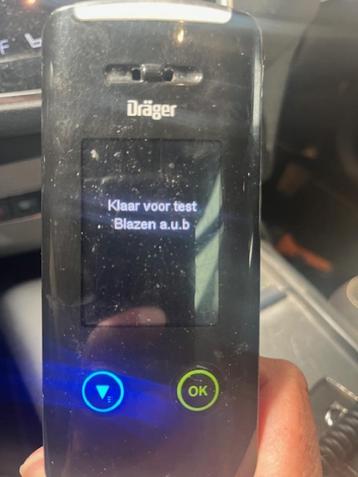 Dräger
Klaar voor test
Blazen a.u.b
OK